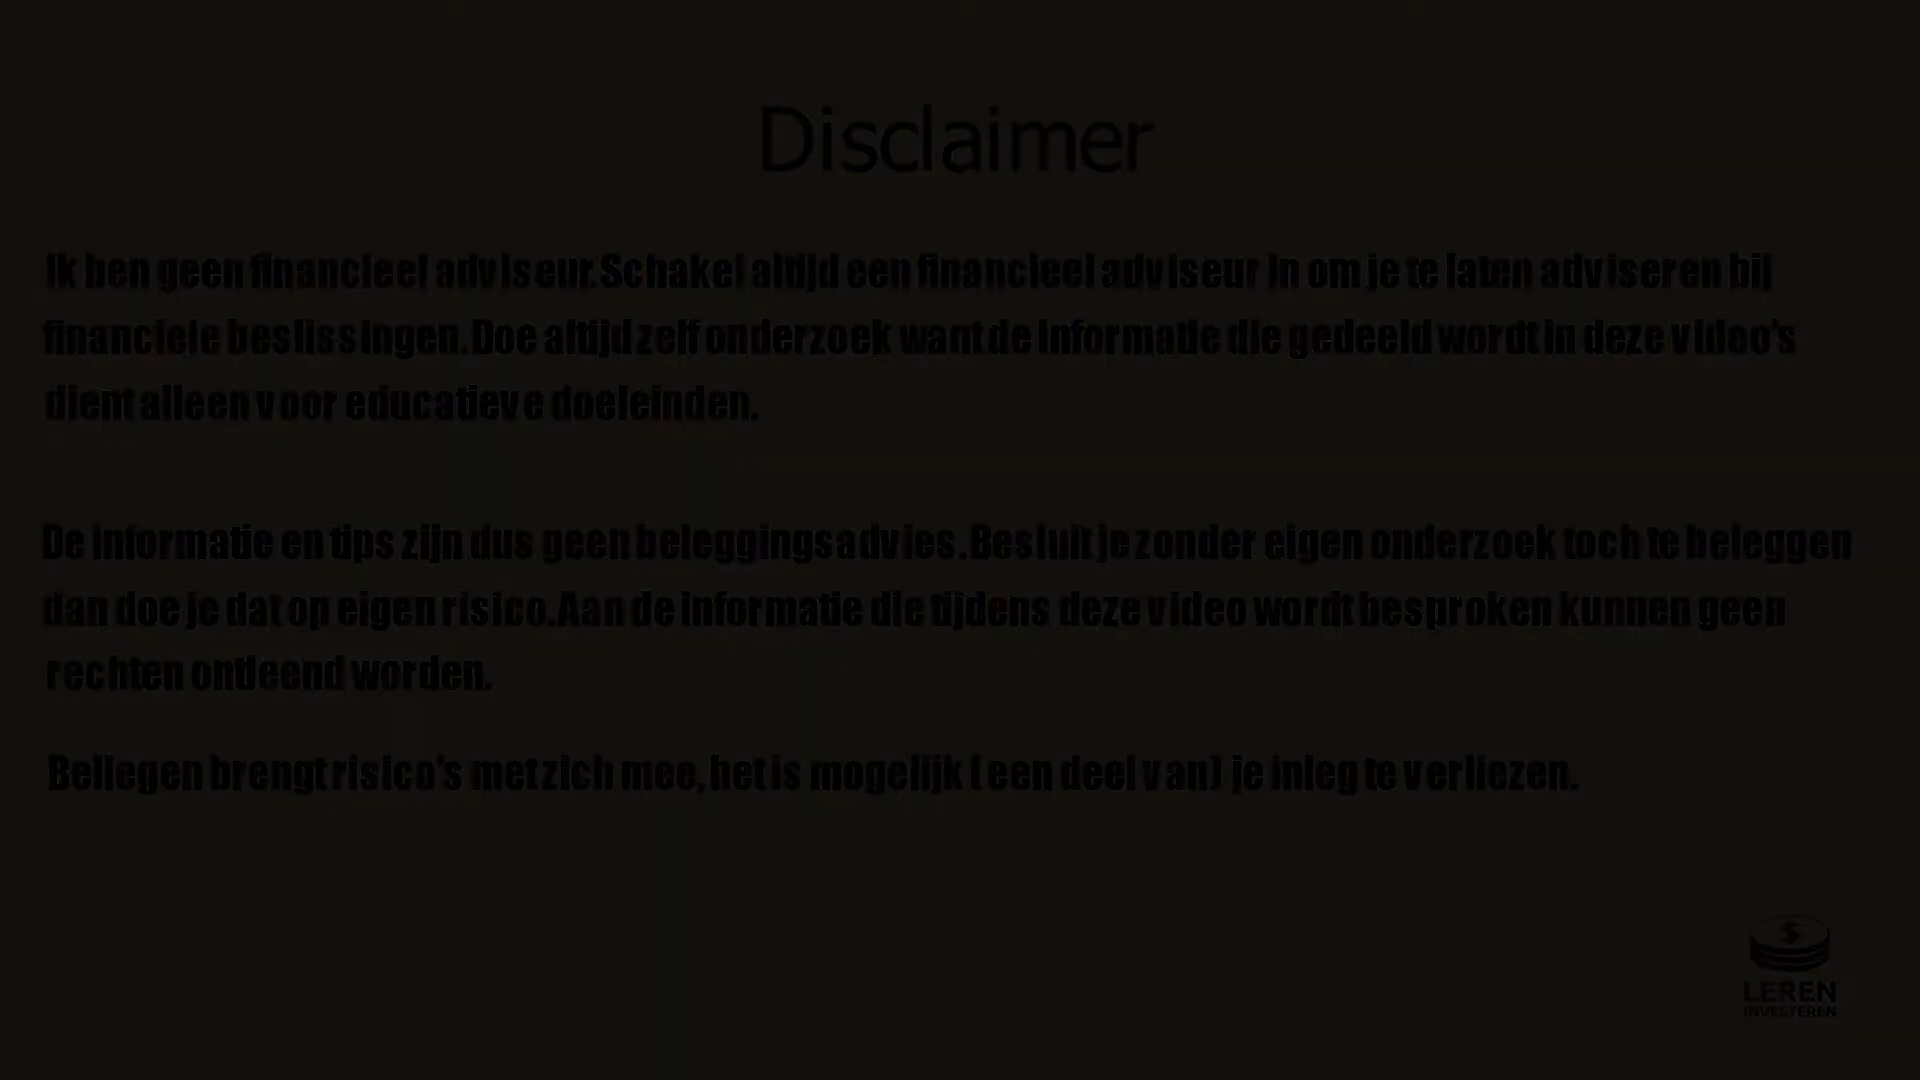 Disclaimer
Ik ben geen financieel adviseur. Schakel altijd een financieel adviseur in om je te laten adviseren bij
financiele beslissingen. Doe altijd zelf onderzoek want de informatie die gedeeld wordt in deze video's
dient alleen voor educatieve doeleinden.
De informatie en tips zijn dus geen beleggingsadvies. Besluit je zonder eigen onderzoek toch te beleggen
dan doe je dat op eigen risico. Aan de informatie die tijdens deze video wordt besproken kunnen geen
rechten ontleend worden.
Bellegen brengt risico's met zich mee, het is mogelijk (een deel van) je inleg te verliezen.
$
LEREN
INVESTEREN